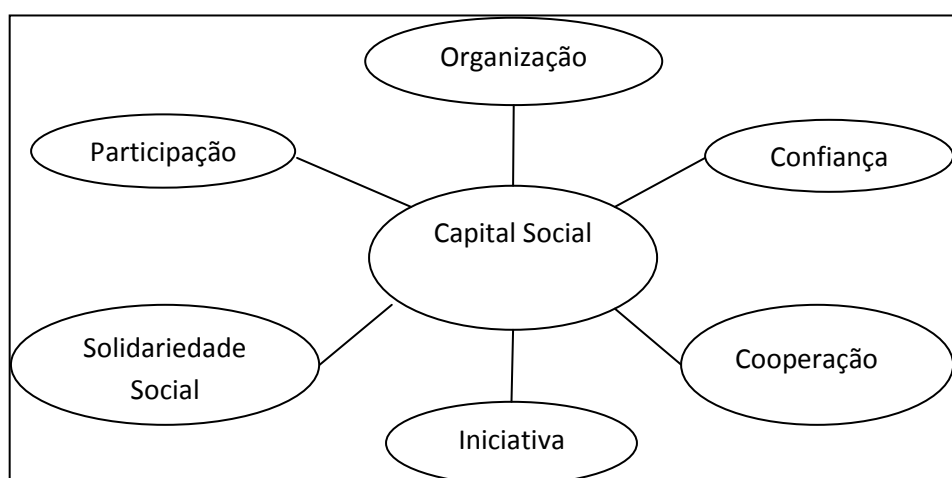 Organização
Participação
Confiança
Capital Social
Solidariedade
Social
Cooperação
Iniciativa